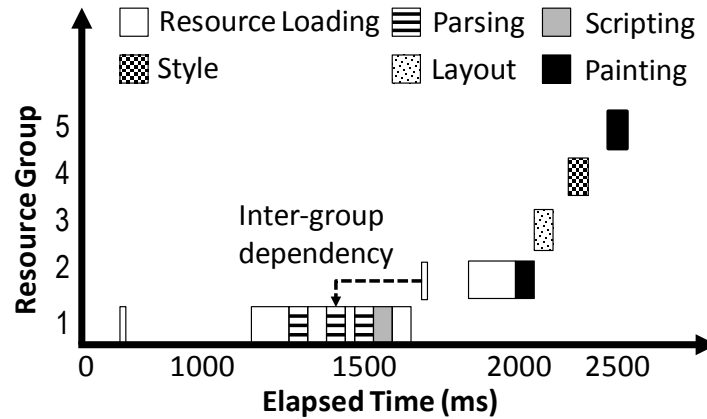 Resource Loading Parsing Scripting
Style Layout Painting
Resource Group
5
4
3
2
1
Inter-group
dependency
0 1000 1500 2000 2500
Elapsed Time (ms)